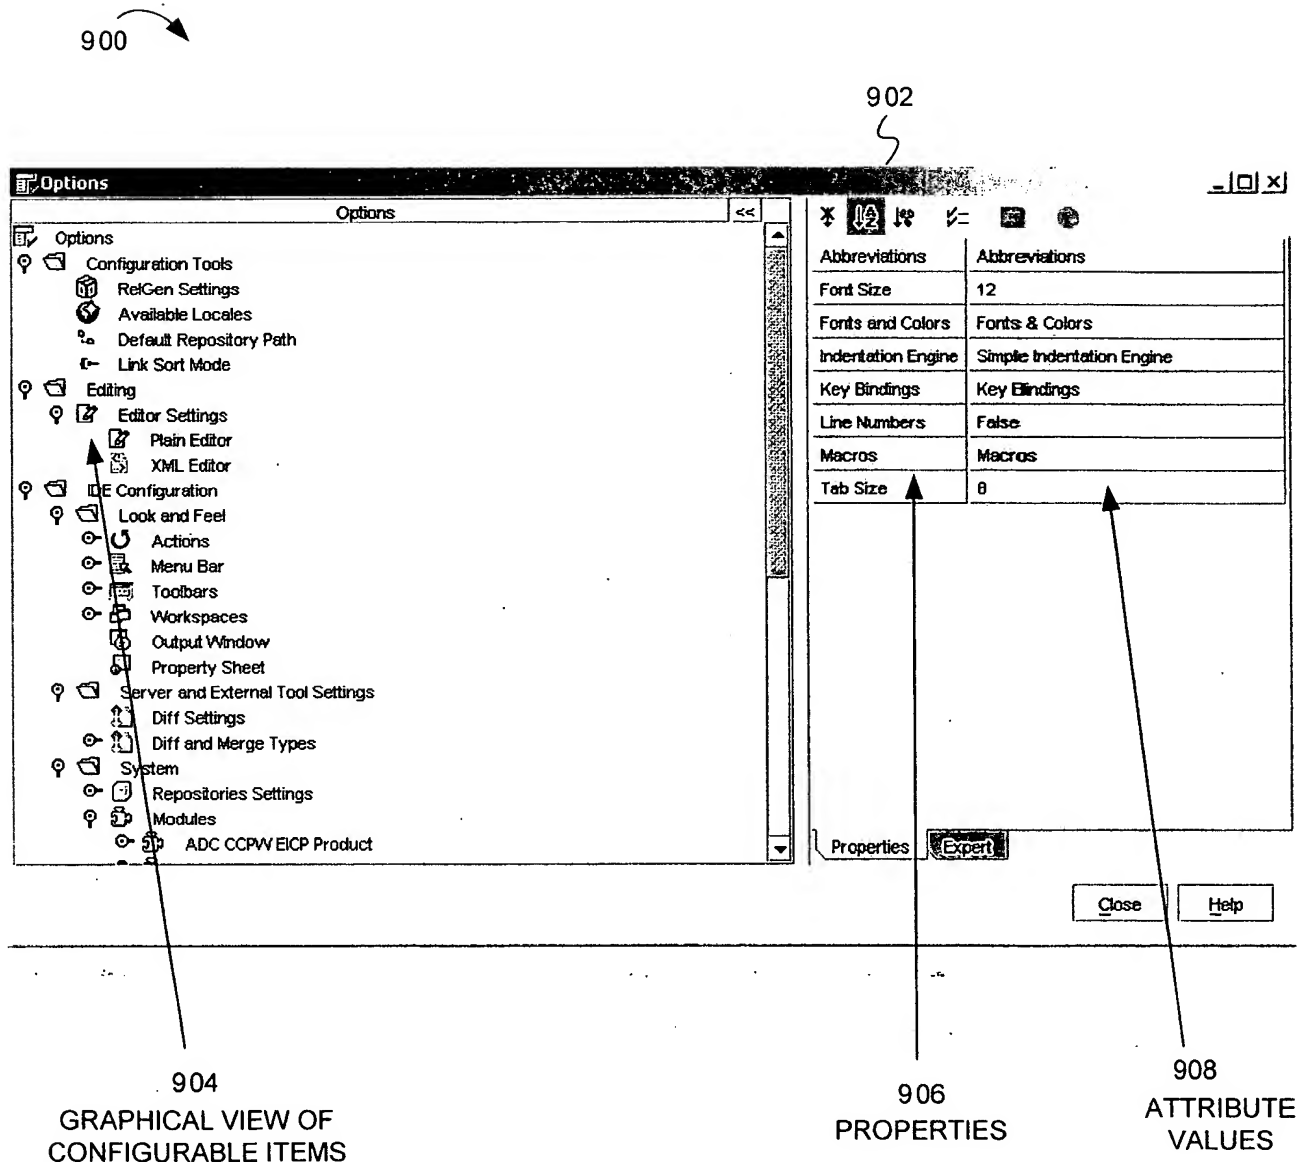 900
902
Options
Options <<
Options
Configuration Tools
RelGen Settings
Available Locales
Default Repository Path
Link Sort Mode
Editing
Editor Settings
Plain Editor
XML Editor
IDE Configuration
Look and Feel
Actions
Menu Bar
Toolbars
Workspaces
Output Window
Property Sheet
Server and External Tool Settings
Diff Settings
Diff and Merge Types
System
Repositories Settings
Modules
ADC CCPW EICP Product
Abbreviations Abbreviations
Font Size 12
Fonts and Colors Fonts & Colors
Indentation Engine Simple Indentation Engine
Key Bindings Key Bindings
Line Numbers False
Macros Macros
Tab Size 8
Properties Expert
Close Help
904
GRAPHICAL VIEW OF
CONFIGURABLE ITEMS
906
PROPERTIES
908
ATTRIBUTE
VALUES